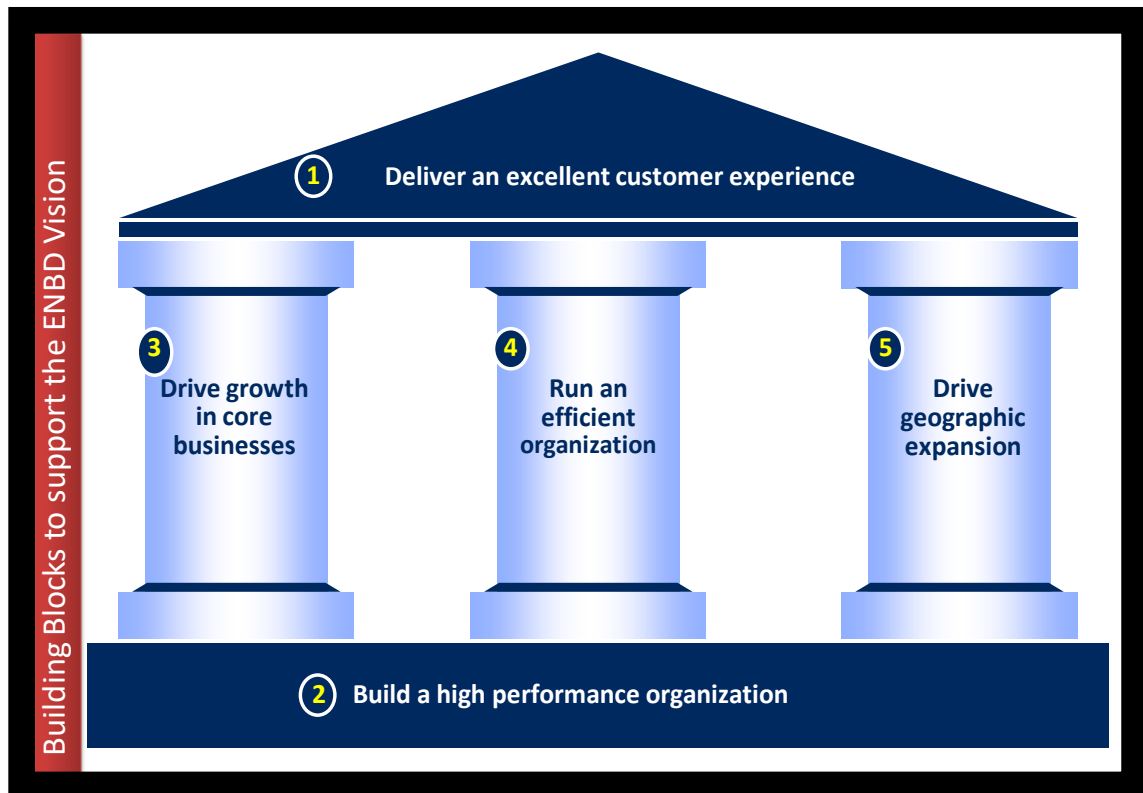 Building Blocks to support the ENBD Vision
1 Deliver an excellent customer experience
3
Drive growth
in core
businesses
4
Run an
efficient
organization
5
Drive
geographic
expansion
2 Build a high performance organization